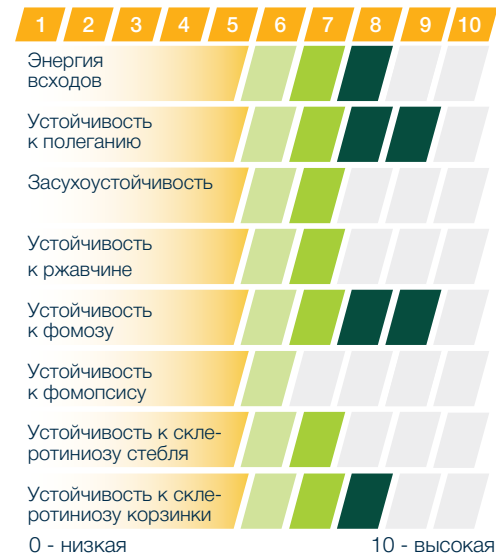 1 2 3 4 5 6 7 8 9 10
Энергия
всходов
Устойчивость
к полеганию
Засухоустойчивость
Устойчивость
к ржавчине
Устойчивость
к фомозу
Устойчивость
к фомопсису
Устойчивость к скле-
ротиниозу стебля
Устойчивость к скле-
ротиниозу корзинки
0 - низкая 10 - высокая